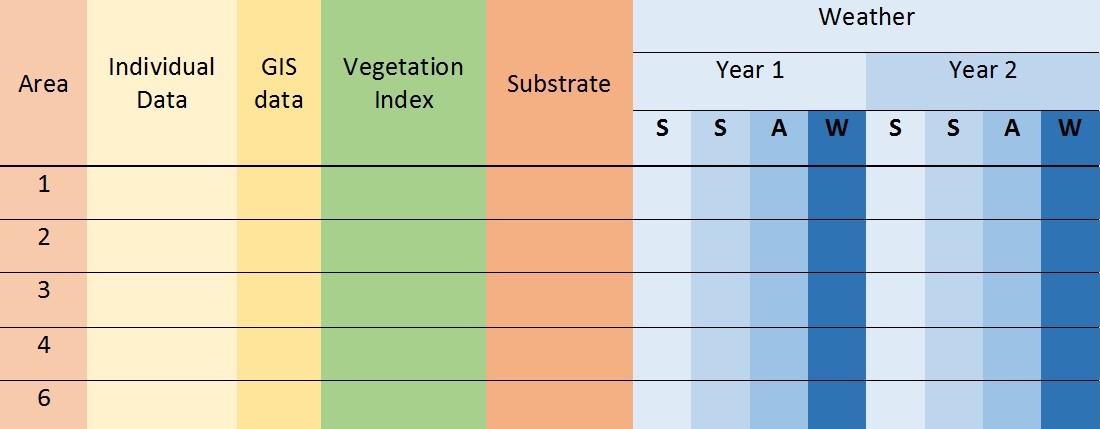 Weather
Area
Individual
Data
GIS
data
Vegetation
Index
Substrate
Year 1
Year 2
S S A W S S A W
1
2
3
4
6